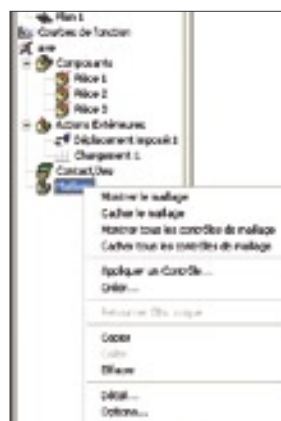 Plan 1
Courbes de fonction
Composants
Pièce 1
Pièce 2
Pièce 3
Actions Extérieures
Déplacement imposé 1
Chargement 1
Contact/Jeu
Maillage
Montrer le maillage
Cacher le maillage
Montrer tous les contrôles de maillage
Cacher tous les contrôles de maillage
Appliquer un Contrôle...
Créer...
Copier
Coller
Effacer
Détail...
Options...